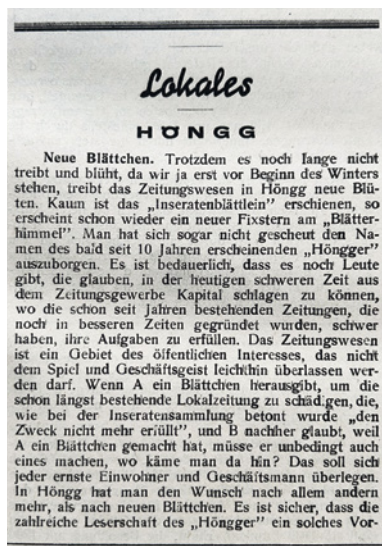 Lokales
HÖNGG
Neue Blättchen. Trotzdem es noch lange nicht
treibt und blüht, da wir ja erst vor Beginn des Winters
stehen, treibt das Zeitungswesen in Höngg neue Blü-
ten. Kaum ist das „Inseratenblättlein" erschienen, so
erscheint schon wieder ein neuer Fixstern am „Blätter-
himmel". Man hat sich sogar nicht gescheut den Na-
men des bald seit 10 Jahren erscheinenden „Höngger"
auszuborgen. Es ist bedauerlich, dass es noch Leute
gibt, die glauben, in der heutigen schweren Zeit aus
dem Zeitungsgewerbe Kapital schlagen zu können,
wo die schon seit Jahren bestehenden Zeitungen, die
noch in besseren Zeiten gegründet wurden, schwer
haben, ihre Aufgaben zu erfüllen. Das Zeitungswesen
ist ein Gebiet des öffentlichen Interesses, das nicht
dem Spiel und Geschäftsgeist leichthin überlassen wer-
den darf. Wenn A ein Blättchen herausgibt, um die
schon längst bestehende Lokalzeitung zu schädigen, die,
wie bei der Inseratensammlung betont wurde „den
Zweck nicht mehr erfüllt", und B nachher glaubt, weil
A ein Blättchen gemacht hat, müsse er unbedingt auch
eines machen, wo käme man da hin? Das soll sich
jeder ernste Einwohner und Geschäftsmann überlegen.
In Höngg hat man den Wunsch nach allem andern
mehr, als nach neuen Blättchen. Es ist sicher, dass die
zahlreiche Leserschaft des „Höngger" ein solches Vor-